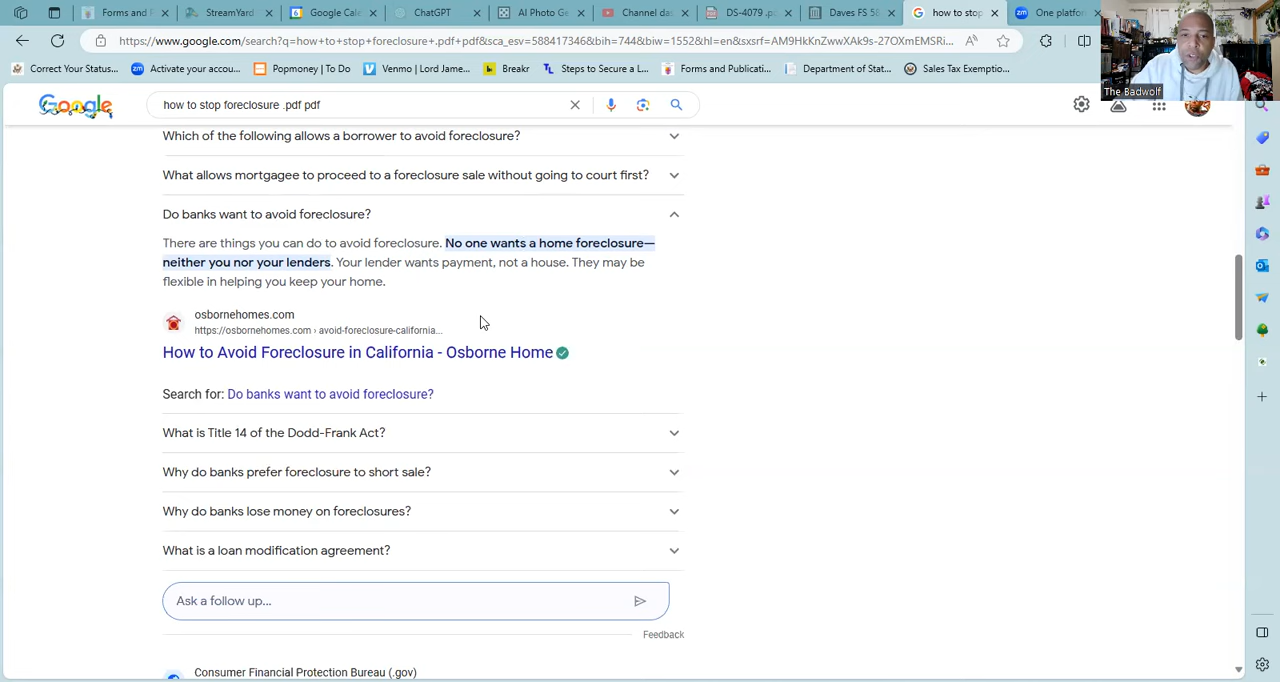 Forms and F
StreamYard
Google Cale
ChatGPT
AI Photo Ge
Channel das
DS-4079 .pd
Daves FS 58
how to stop
One platfor
https://www.google.com/search?q=how+to+stop+foreclosure+.pdf+pdf&sca_esv=588417346&bih=744&biw=1552&hl=en&sxsrf=AM9HkKnZwwXAk9s-27OXmEMSRi...
Correct Your Status...
Activate your accou...
Popmoney | To Do
Venmo | Lord Jame...
Breakr
Steps to Secure a L...
Forms and Publicati...
Department of Stat...
Sales Tax Exemptio...
The Badwolf
Google
how to stop foreclosure .pdf pdf
Which of the following allows a borrower to avoid foreclosure?
What allows mortgagee to proceed to a foreclosure sale without going to court first?
Do banks want to avoid foreclosure?
There are things you can do to avoid foreclosure. No one wants a home foreclosure—
neither you nor your lenders. Your lender wants payment, not a house. They may be
flexible in helping you keep your home.
osbornehomes.com
https://osbornehomes.com › avoid-foreclosure-california...
How to Avoid Foreclosure in California - Osborne Home
Search for: Do banks want to avoid foreclosure?
What is Title 14 of the Dodd-Frank Act?
Why do banks prefer foreclosure to short sale?
Why do banks lose money on foreclosures?
What is a loan modification agreement?
Ask a follow up...
Feedback
Consumer Financial Protection Bureau (.gov)